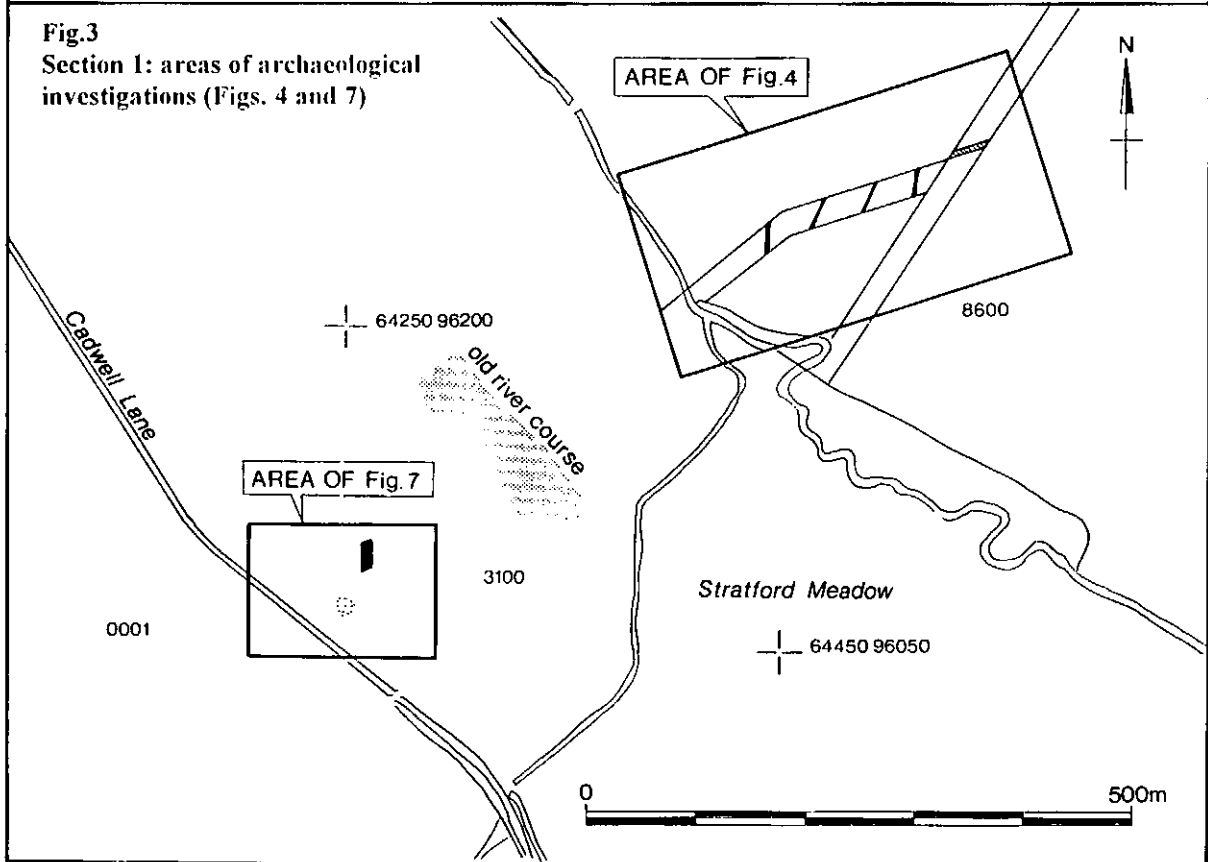 Fig.3
Section 1: areas of archaeological
investigations (Figs. 4 and 7)
AREA OF Fig.4
N
8600
64250 96200
Cadwell Lane
old river course
AREA OF Fig.7
3100
0001
Stratford Meadow
64450 96050
0 500m